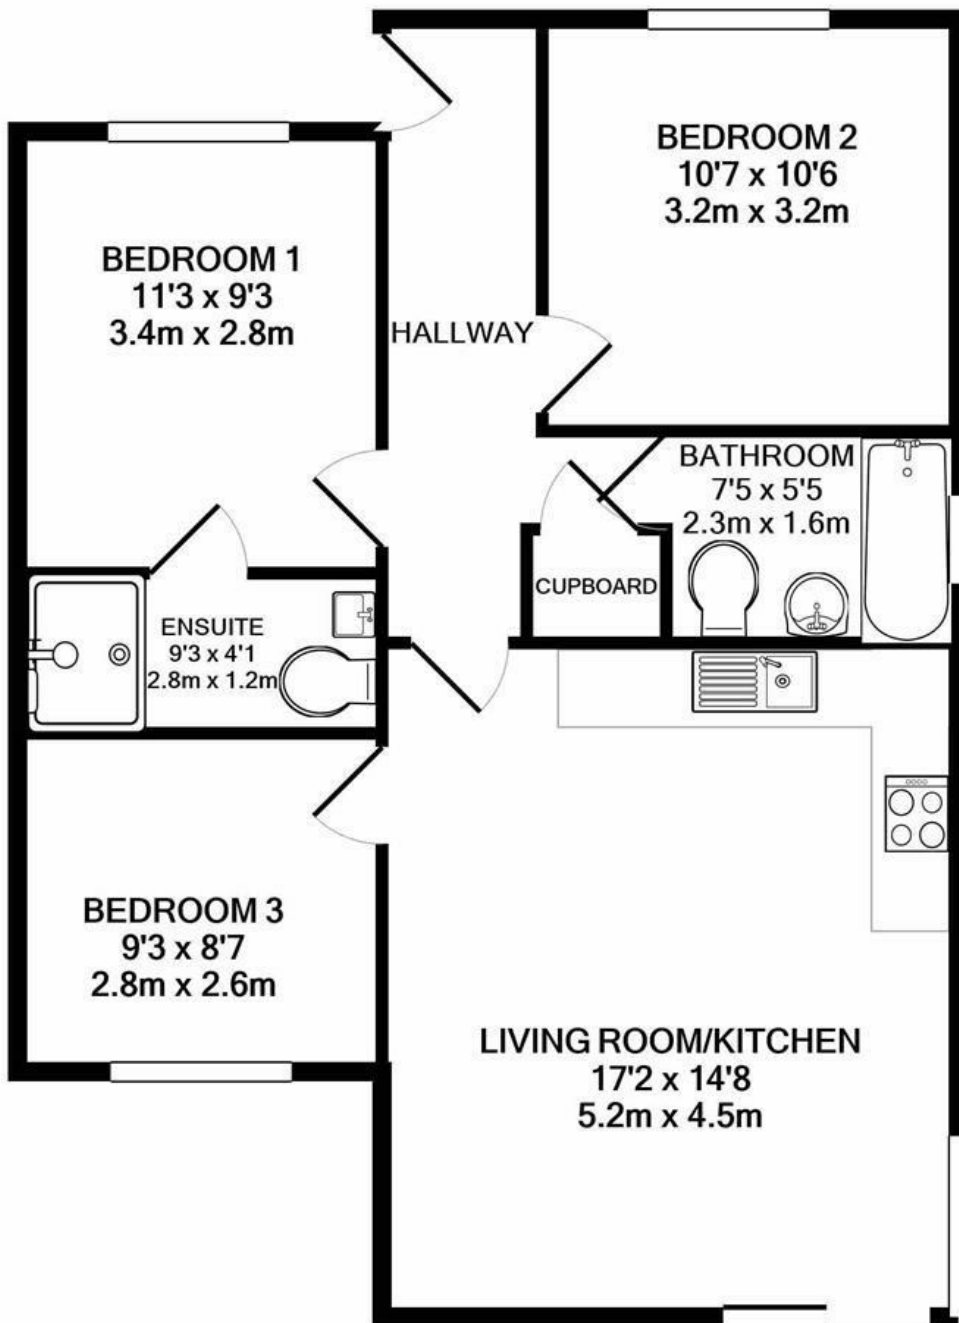 BEDROOM 2
10'7 x 10'6
3.2m x 3.2m
BEDROOM 1
11'3 x 9'3
3.4m x 2.8m
HALLWAY
BATHROOM
7'5 x 5'5
2.3m x 1.6m
CUPBOARD
ENSUITE
9'3 x 4'1
2.8m x 1.2m
BEDROOM 3
9'3 x 8'7
2.8m x 2.6m
LIVING ROOM/KITCHEN
17'2 x 14'8
5.2m x 4.5m